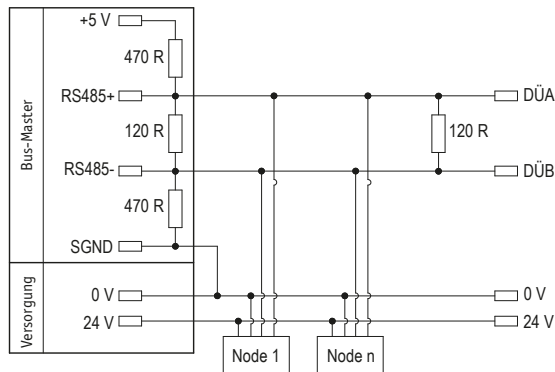 Bus-Master
+5 V
470 R
RS485+
DÜA
120 R
120 R
RS485-
DÜB
470 R
SGND
Versorgung
0 V
0 V
24 V
24 V
Node 1
Node n